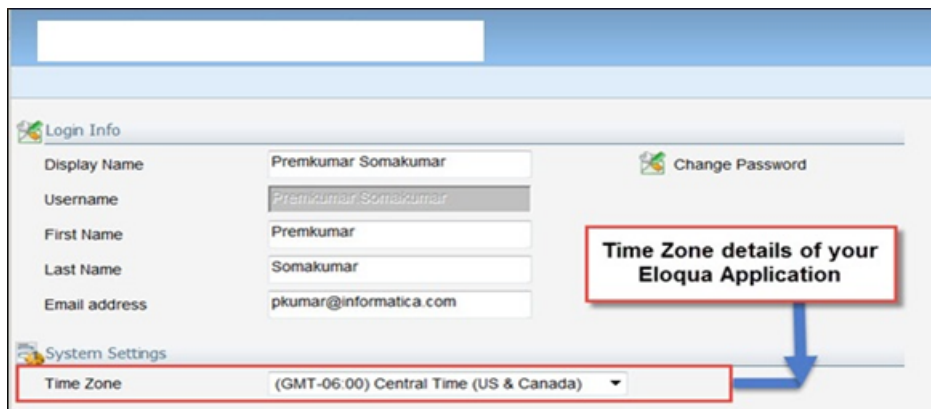 Login Info
Display Name Premkumar Somakumar Change Password
Username Premkumar Somakumar
First Name Premkumar
Last Name Somakumar
Email address pkumar@informatica.com
Time Zone details of your
Eloqua Application
System Settings
Time Zone (GMT-06:00) Central Time (US & Canada)